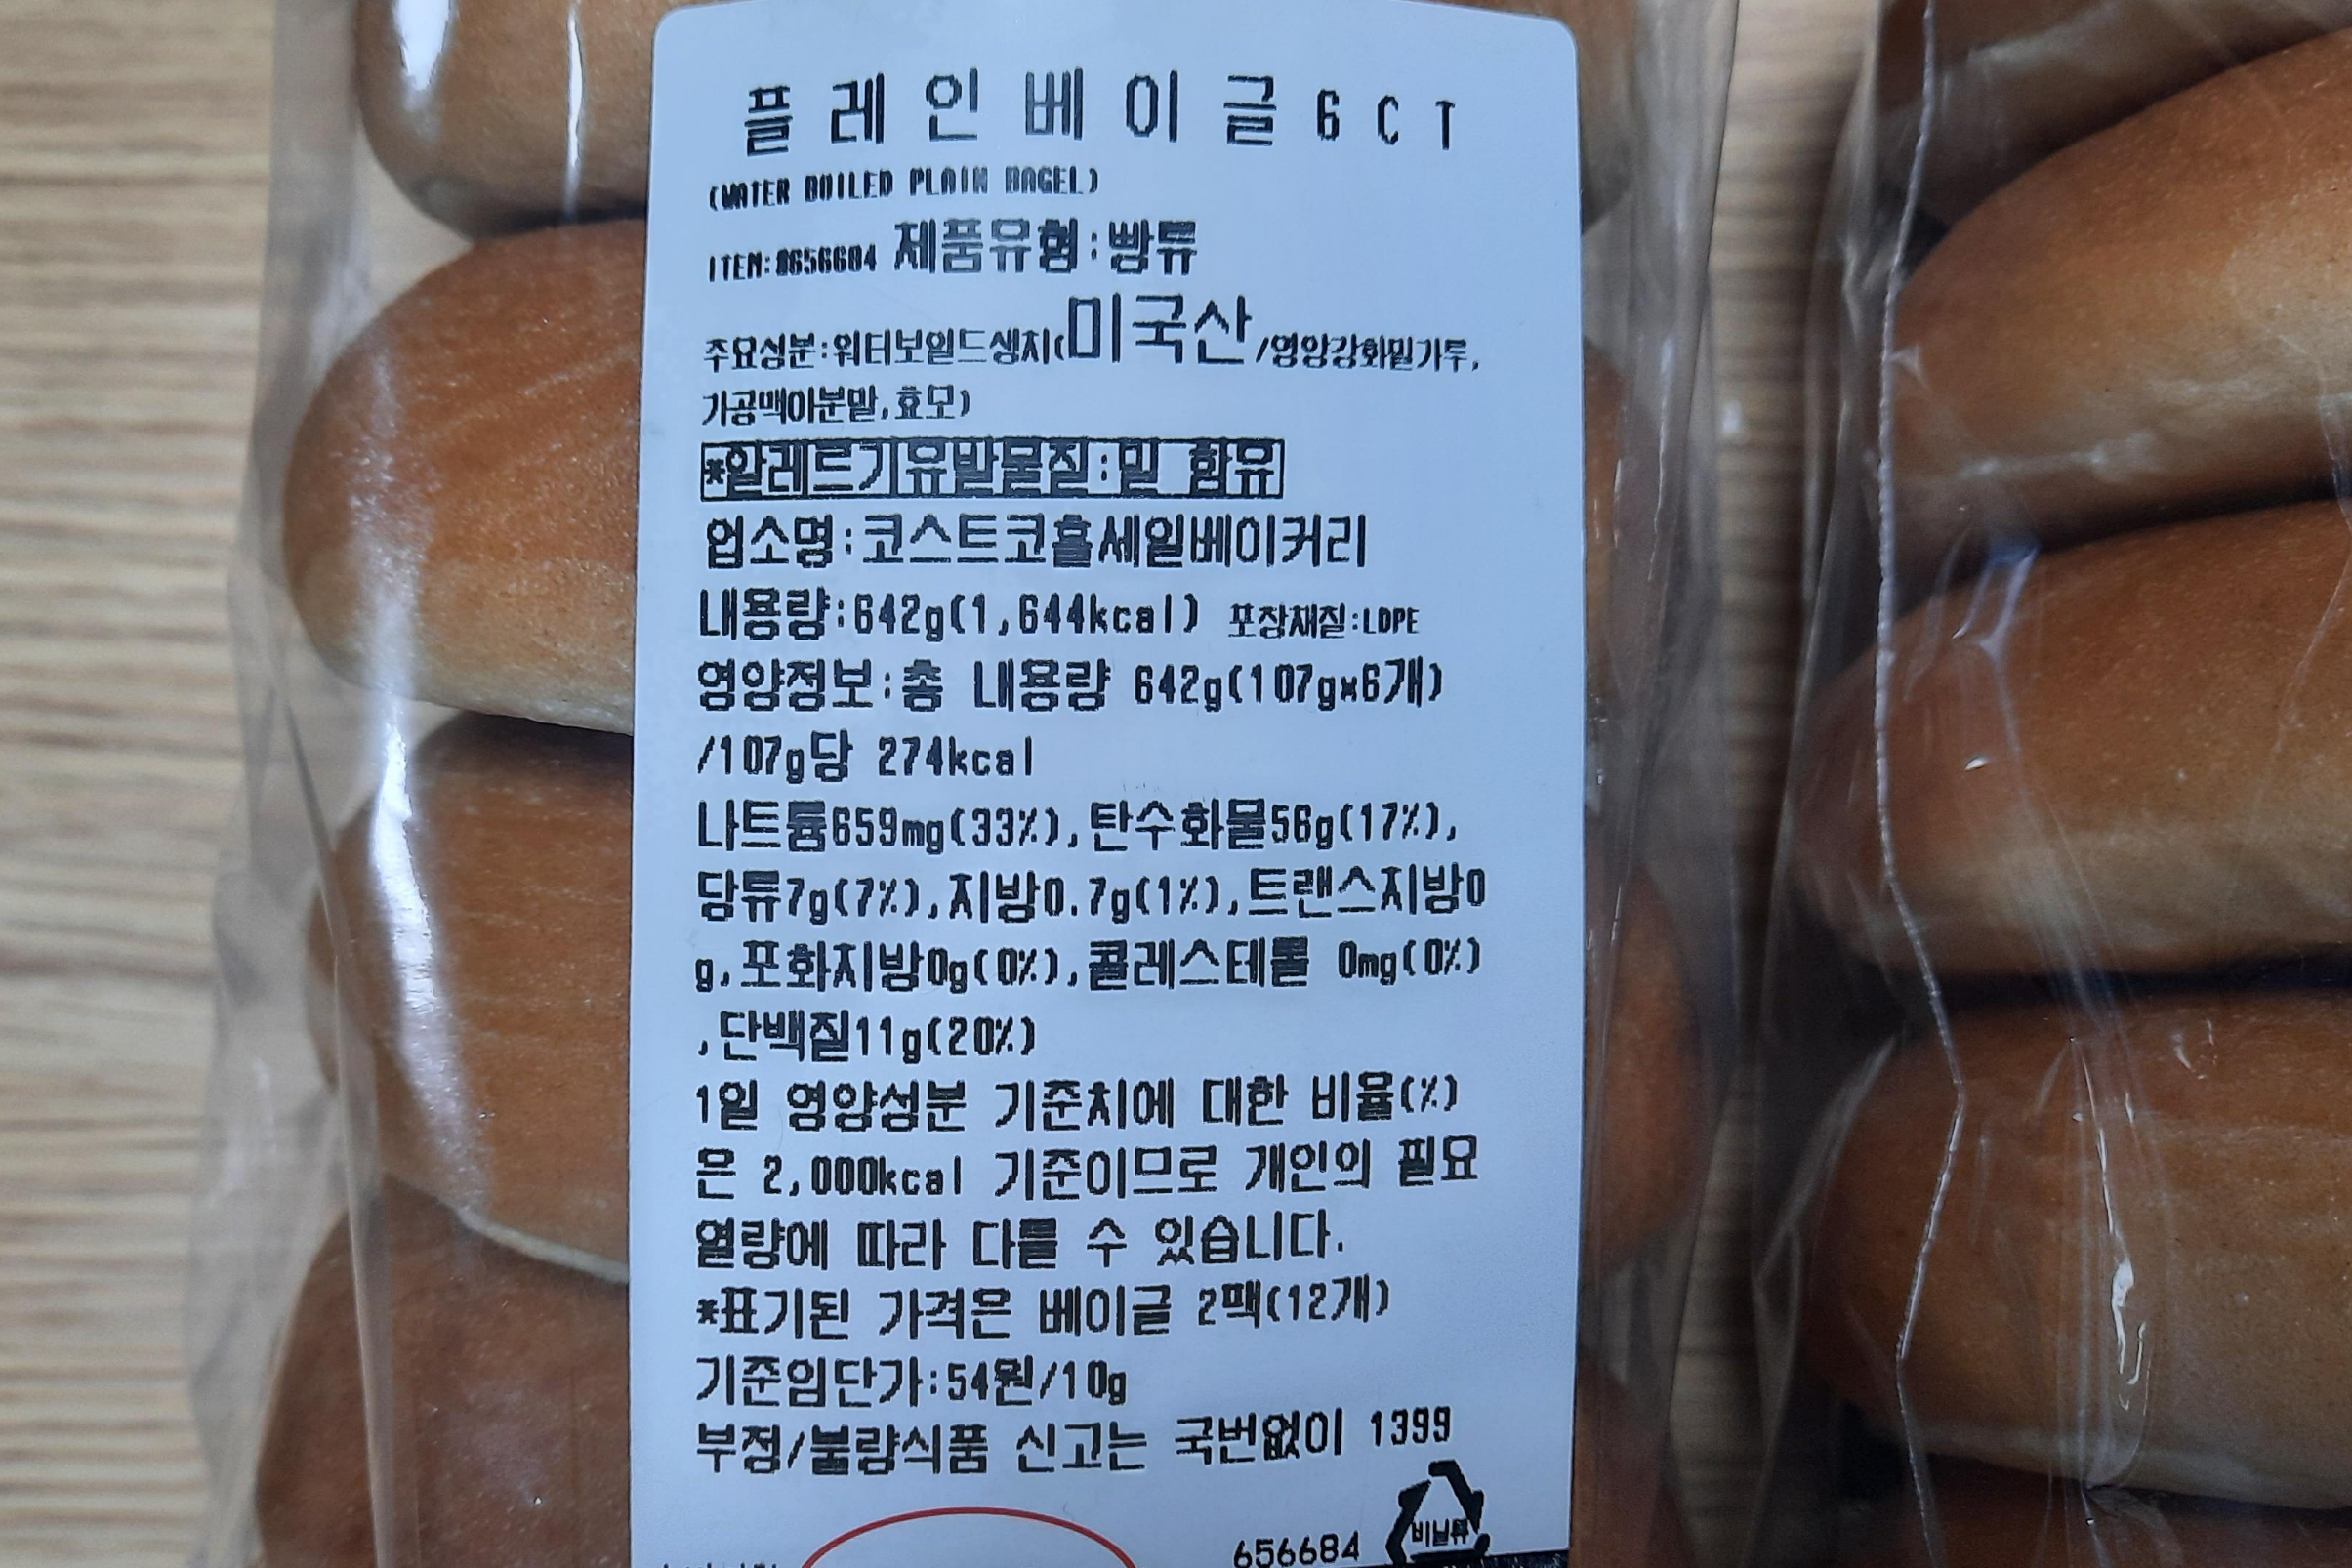 플레인베이글6CT
(WATER BOILED PLAIN BAGEL)
ITEM:#656684 제품유형:빵류
주요성분:워터보일드생지(미국산/영양강화밀가루,
가공맥아분말,효모)
*알레르기유발물질:밀 함유
업소명:코스트코홀세일베이커리
내용량:642g(1,644kcal) 포장재질:LDPE
영양정보:총 내용량 642g(107gx6개)
/107g당 274kcal
나트륨659mg(33%),탄수화물56g(17%),
당류7g(7%),지방0.7g(1%),트랜스지방0
g,포화지방0g(0%),콜레스테롤 0mg(0%)
,단백질11g(20%)
1일 영양성분 기준치에 대한 비율(%)
은 2,000kcal 기준이므로 개인의 필요
열량에 따라 다를 수 있습니다.
*표기된 가격은 베이글 2팩(12개)
기준임단가:54원/10g
부정/불량식품 신고는 국번없이 1399
656684 비닐류